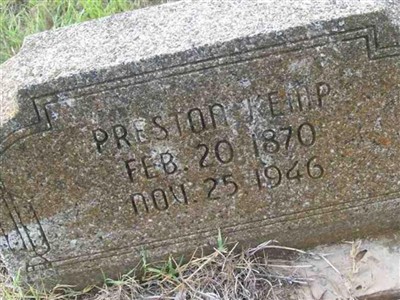 PRESTON KEMP
FEB. 20 1870
NOV. 25 1946